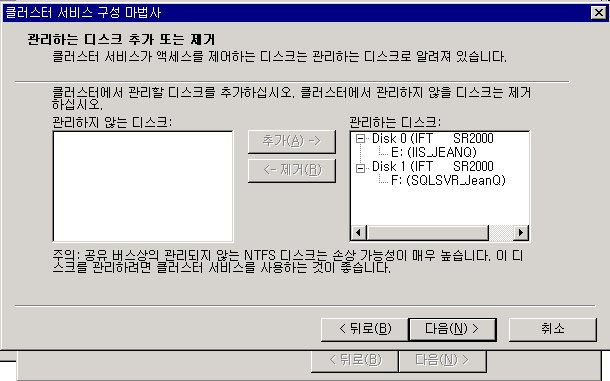 클러스터 서비스 구성 마법사
관리하는 디스크 추가 또는 제거
클러스터 서비스가 액세스를 제어하는 디스크는 관리하는 디스크로 알려져 있습니다.
클러스터에서 관리할 디스크를 추가하십시오. 클러스터에서 관리하지 않을 디스크는 제거
하십시오.
관리하지 않는 디스크:
추가(A) ->
<- 제거(R)
관리하는 디스크:
Disk 0 (IFT SR2000
E: (IIS_JEANQ)
Disk 1 (IFT SR2000
F: (SQLSVR_JeanQ)
주의: 공유 버스상의 관리되지 않는 NTFS 디스크는 손상 가능성이 매우 높습니다. 이 디
스크를 관리하려면 클러스터 서비스를 사용하는 것이 좋습니다.
< 뒤로(B) 다음(N) > 취소
< 뒤로(B) 다음(N) >